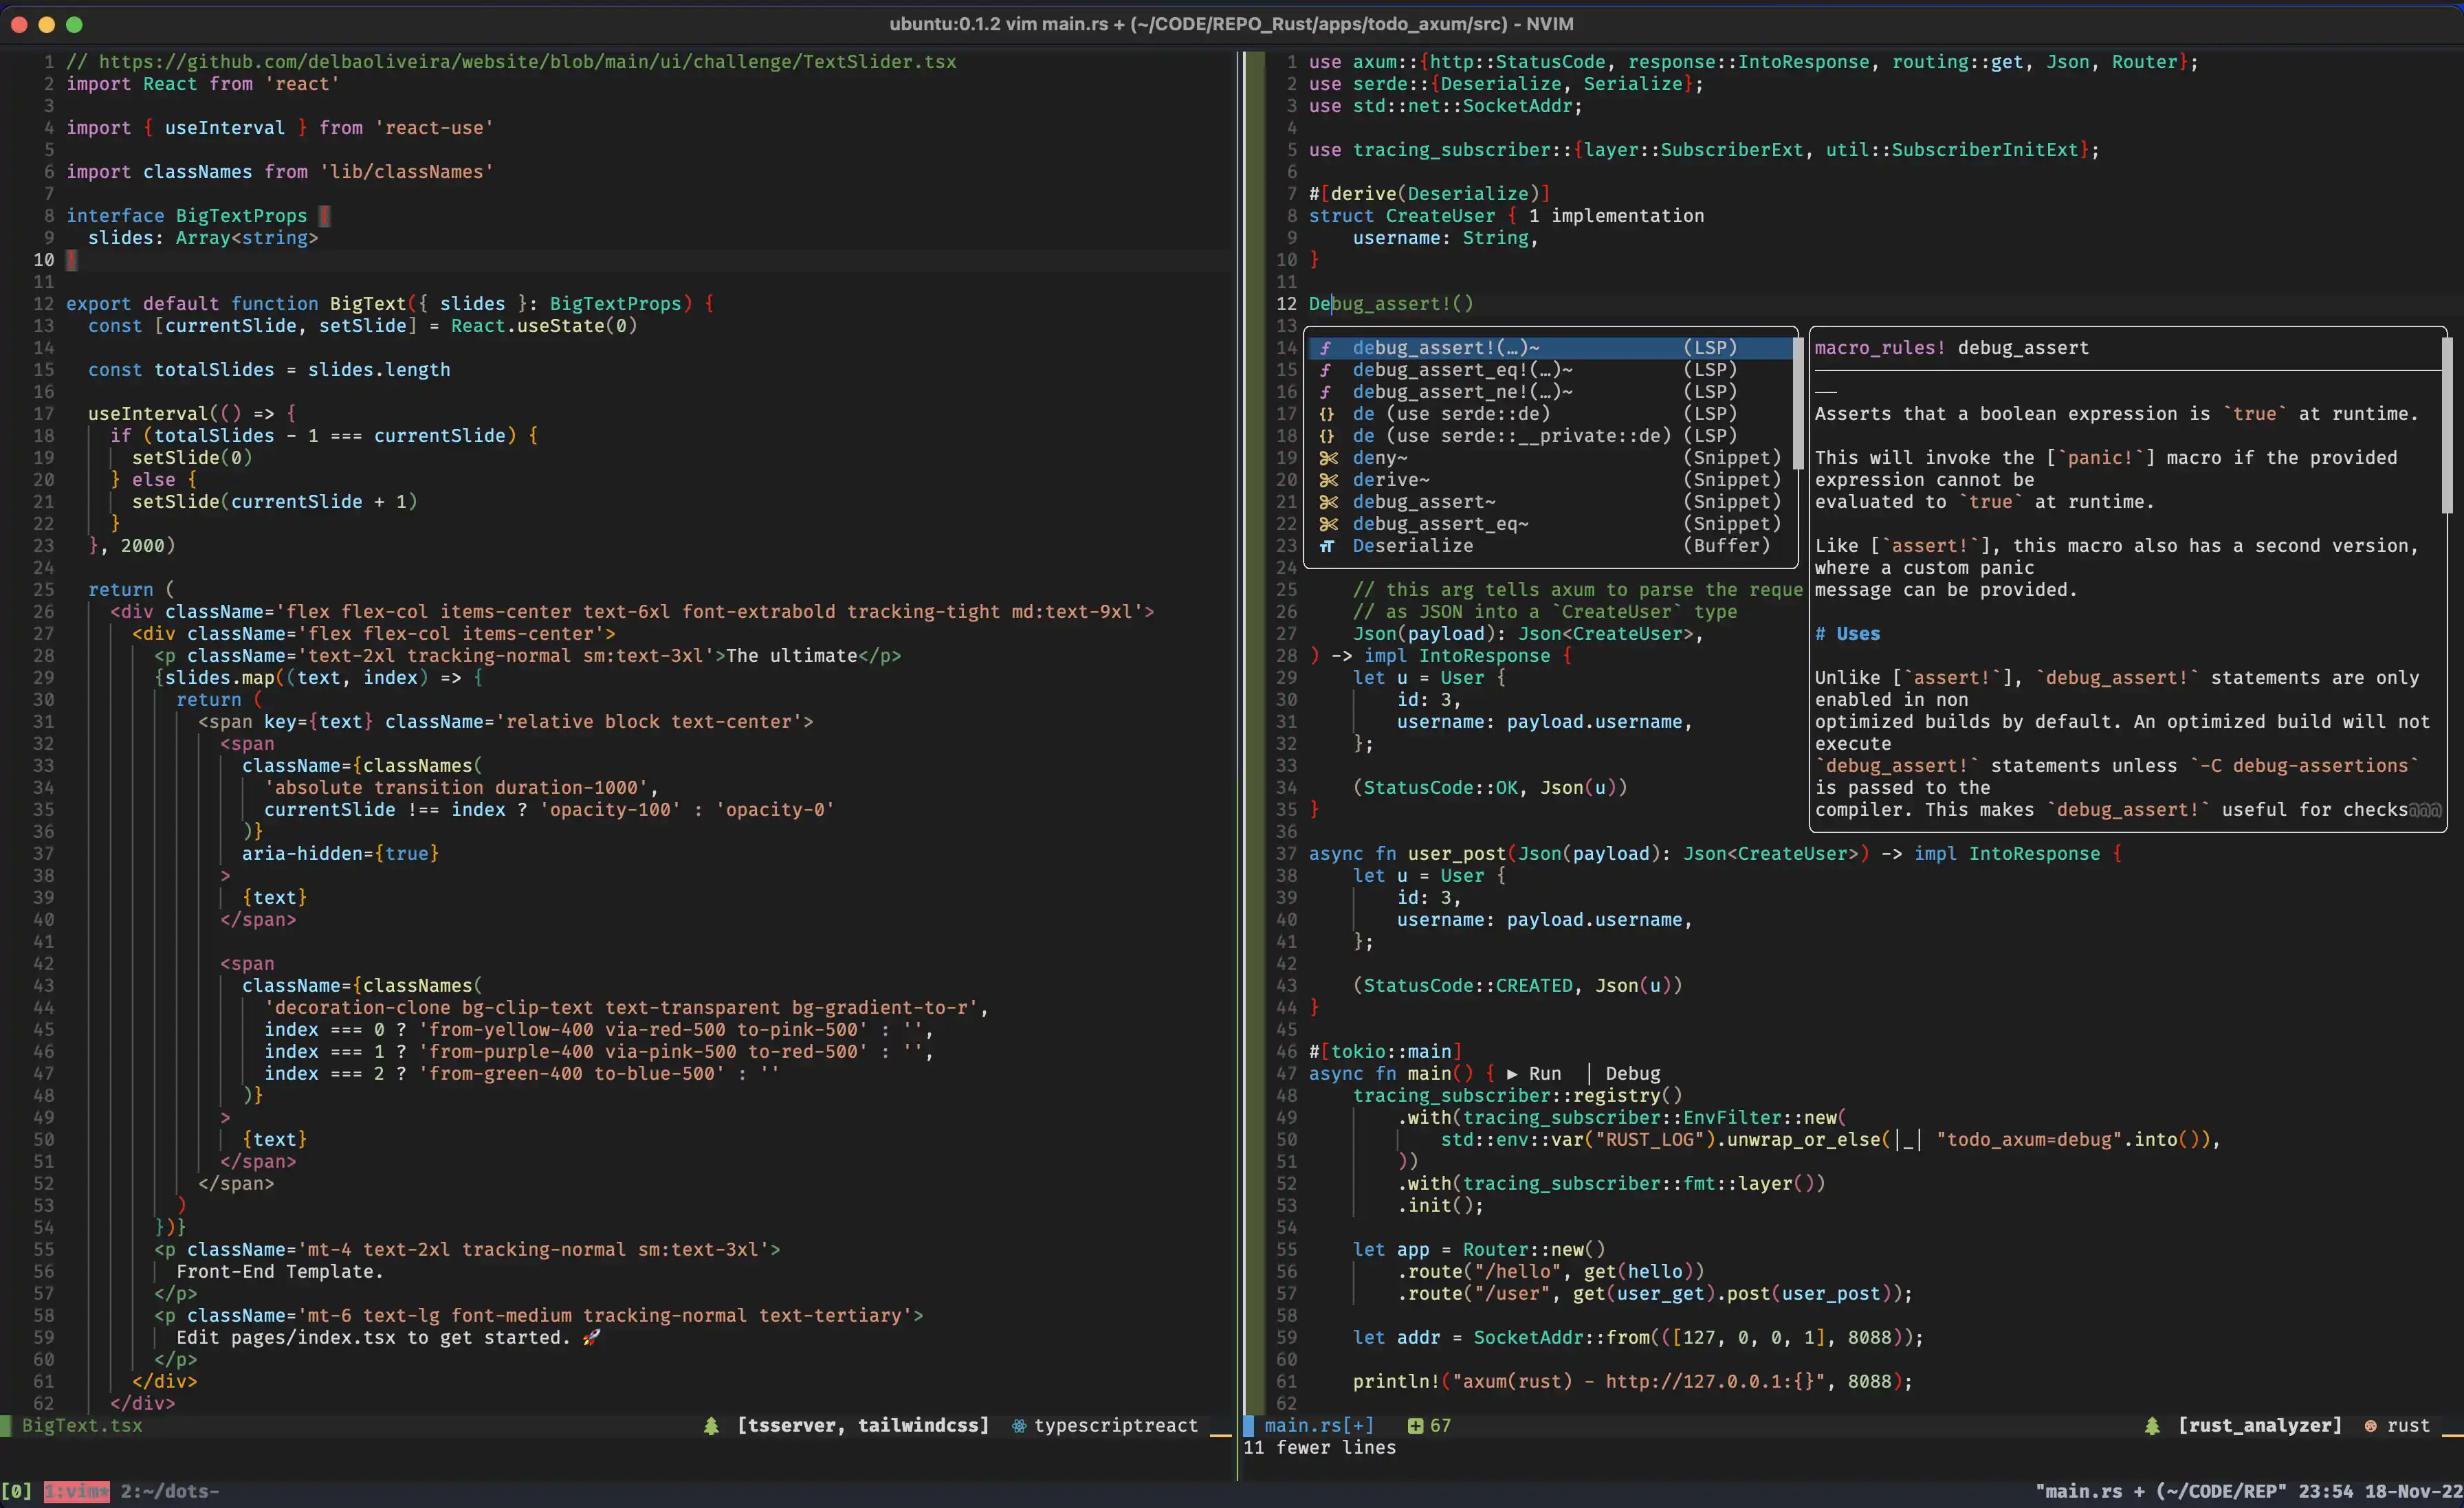 ubuntu:0.1.2 vim main.rs + (~/CODE/REPO_Rust/apps/todo_axum/src) - NVIM
1 // https://github.com/delbaoliveira/website/blob/main/ui/challenge/TextSlider.tsx
2 import React from 'react'
3
4 import { useInterval } from 'react-use'
5
6 import classNames from 'lib/classNames'
7
8 interface BigTextProps {
9   slides: Array<string>
10 }
11
12 export default function BigText({ slides }: BigTextProps) {
13   const [currentSlide, setSlide] = React.useState(0)
14
15   const totalSlides = slides.length
16
17   useInterval(() => {
18     if (totalSlides - 1 === currentSlide) {
19       setSlide(0)
20     } else {
21       setSlide(currentSlide + 1)
22     }
23   }, 2000)
24
25   return (
26     <div className='flex flex-col items-center text-6xl font-extrabold tracking-tight md:text-9xl'>
27       <div className='flex flex-col items-center'>
28         <p className='text-2xl tracking-normal sm:text-3xl'>The ultimate</p>
29         {slides.map((text, index) => {
30           return (
31             <span key={text} className='relative block text-center'>
32               <span
33                 className={classNames(
34                   'absolute transition duration-1000',
35                   currentSlide !== index ? 'opacity-100' : 'opacity-0'
36                 )}
37                 aria-hidden={true}
38               >
39                 {text}
40               </span>
41
42               <span
43                 className={classNames(
44                   'decoration-clone bg-clip-text text-transparent bg-gradient-to-r',
45                   index === 0 ? 'from-yellow-400 via-red-500 to-pink-500' : '',
46                   index === 1 ? 'from-purple-400 via-pink-500 to-red-500' : '',
47                   index === 2 ? 'from-green-400 to-blue-500' : ''
48                 )}
49               >
50                 {text}
51               </span>
52             </span>
53           )
54         })}
55         <p className='mt-4 text-2xl tracking-normal sm:text-3xl'>
56           Front-End Template.
57         </p>
58         <p className='mt-6 text-lg font-medium tracking-normal text-tertiary'>
59           Edit pages/index.tsx to get started. 🚀
60         </p>
61       </div>
62     </div>
BigText.tsx [tsserver, tailwindcss] typescriptreact
1 use axum::{http::StatusCode, response::IntoResponse, routing::get, Json, Router};
2 use serde::{Deserialize, Serialize};
3 use std::net::SocketAddr;
4
5 use tracing_subscriber::{layer::SubscriberExt, util::SubscriberInitExt};
6
7 #[derive(Deserialize)]
8 struct CreateUser { 1 implementation
9     username: String,
10 }
11
12 Debug_assert!()
13
14 ƒ debug_assert!(…)~ (LSP)
15 ƒ debug_assert_eq!(…)~ (LSP)
16 ƒ debug_assert_ne!(…)~ (LSP)
17 {} de (use serde::de) (LSP)
18 {} de (use serde::__private::de) (LSP)
19 deny~ (Snippet)
20 derive~ (Snippet)
21 debug_assert~ (Snippet)
22 debug_assert_eq~ (Snippet)
23 Deserialize (Buffer)
24
macro_rules! debug_assert
——
Asserts that a boolean expression is `true` at runtime.
This will invoke the [`panic!`] macro if the provided
expression cannot be
evaluated to `true` at runtime.
Like [`assert!`], this macro also has a second version,
where a custom panic
message can be provided.
# Uses
Unlike [`assert!`], `debug_assert!` statements are only
enabled in non
optimized builds by default. An optimized build will not
execute
`debug_assert!` statements unless `-C debug-assertions`
is passed to the
compiler. This makes `debug_assert!` useful for checks@@@
25     // this arg tells axum to parse the reque
26     // as JSON into a `CreateUser` type
27     Json(payload): Json<CreateUser>,
28 ) -> impl IntoResponse {
29     let u = User {
30         id: 3,
31         username: payload.username,
32     };
33
34     (StatusCode::OK, Json(u))
35 }
36
37 async fn user_post(Json(payload): Json<CreateUser>) -> impl IntoResponse {
38     let u = User {
39         id: 3,
40         username: payload.username,
41     };
42
43     (StatusCode::CREATED, Json(u))
44 }
45
46 #[tokio::main]
47 async fn main() { ▶ Run | Debug
48     tracing_subscriber::registry()
49         .with(tracing_subscriber::EnvFilter::new(
50             std::env::var("RUST_LOG").unwrap_or_else(|_| "todo_axum=debug".into()),
51         ))
52         .with(tracing_subscriber::fmt::layer())
53         .init();
54
55     let app = Router::new()
56         .route("/hello", get(hello))
57         .route("/user", get(user_get).post(user_post));
58
59     let addr = SocketAddr::from(([127, 0, 0, 1], 8088));
60
61     println!("axum(rust) - http://127.0.0.1:{}", 8088);
62
main.rs[+] 67 [rust_analyzer] rust
11 fewer lines
[0] 1:vim* 2:~/dots- "main.rs + (~/CODE/REP" 23:54 18-Nov-22